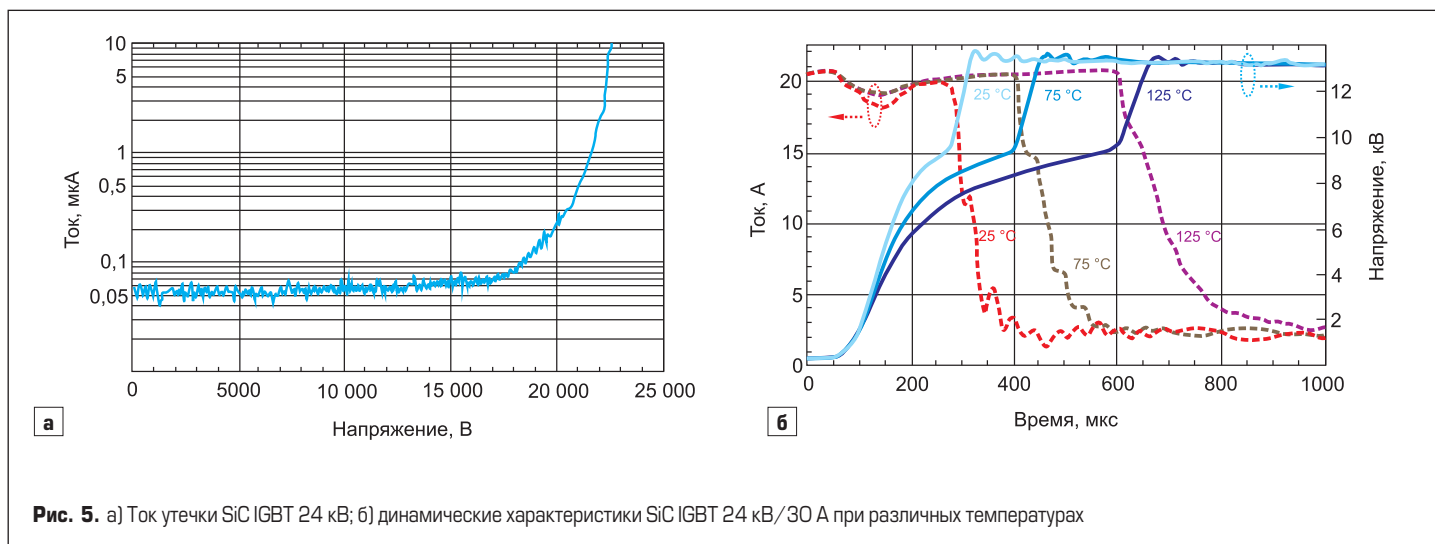 10
5
1
0,5
0,1
0,05
Ток, мкА
0
5000
10 000
15 000
20 000
25 000
Напряжение, В
а
20
15
10
5
0
Ток, А
25 °C
75 °C
125 °C
25 °C
75 °C
125 °C
12
10
8
6
4
2
Напряжение, кВ
0
200
400
600
800
1000
Время, мкс
б
Рис. 5. а) Ток утечки SiC IGBT 24 кВ; б) динамические характеристики SiC IGBT 24 кВ/30 А при различных температурах